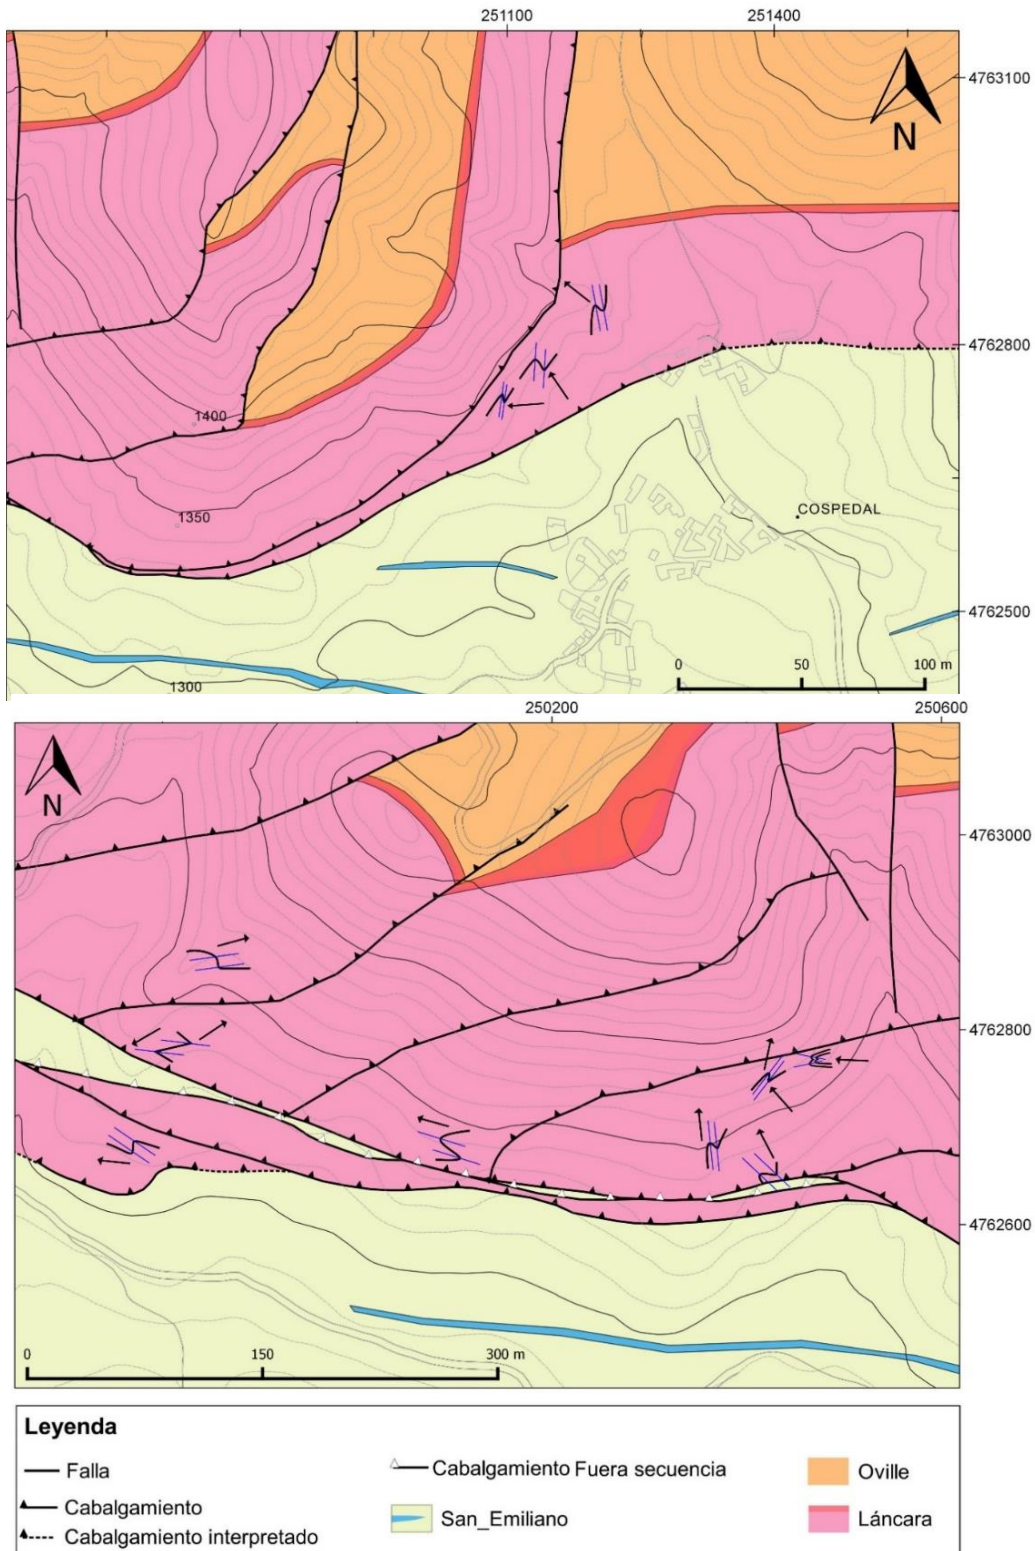 251100 251400
4763100
N
4762800
1400
1350
COSPEDAL
4762500
1300
0 50 100 m
250200 250600
N
4763000
4762800
4762600
0 150 300 m
Leyenda
Falla
Cabalgamiento
Cabalgamiento interpretado
Cabalgamiento Fuera secuencia
San_Emiliano
Oville
Láncara